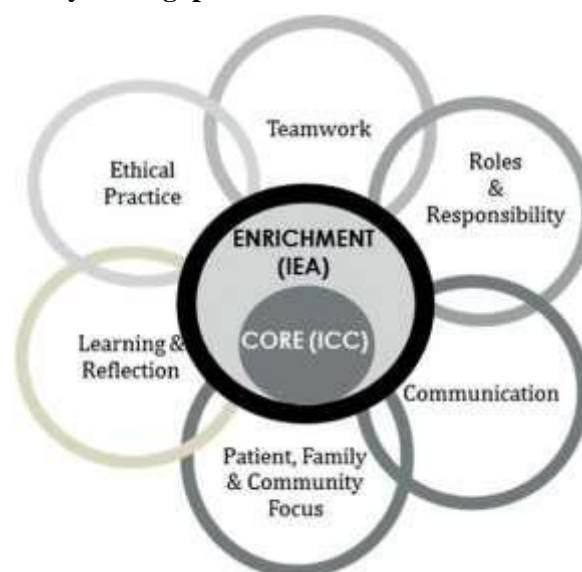 Teamwork
Ethical
Practice
Roles
&
Responsibility
ENRICHMENT
(IEA)
CORE (ICC)
Learning &
Reflection
Communication
Patient, Family
& Community
Focus